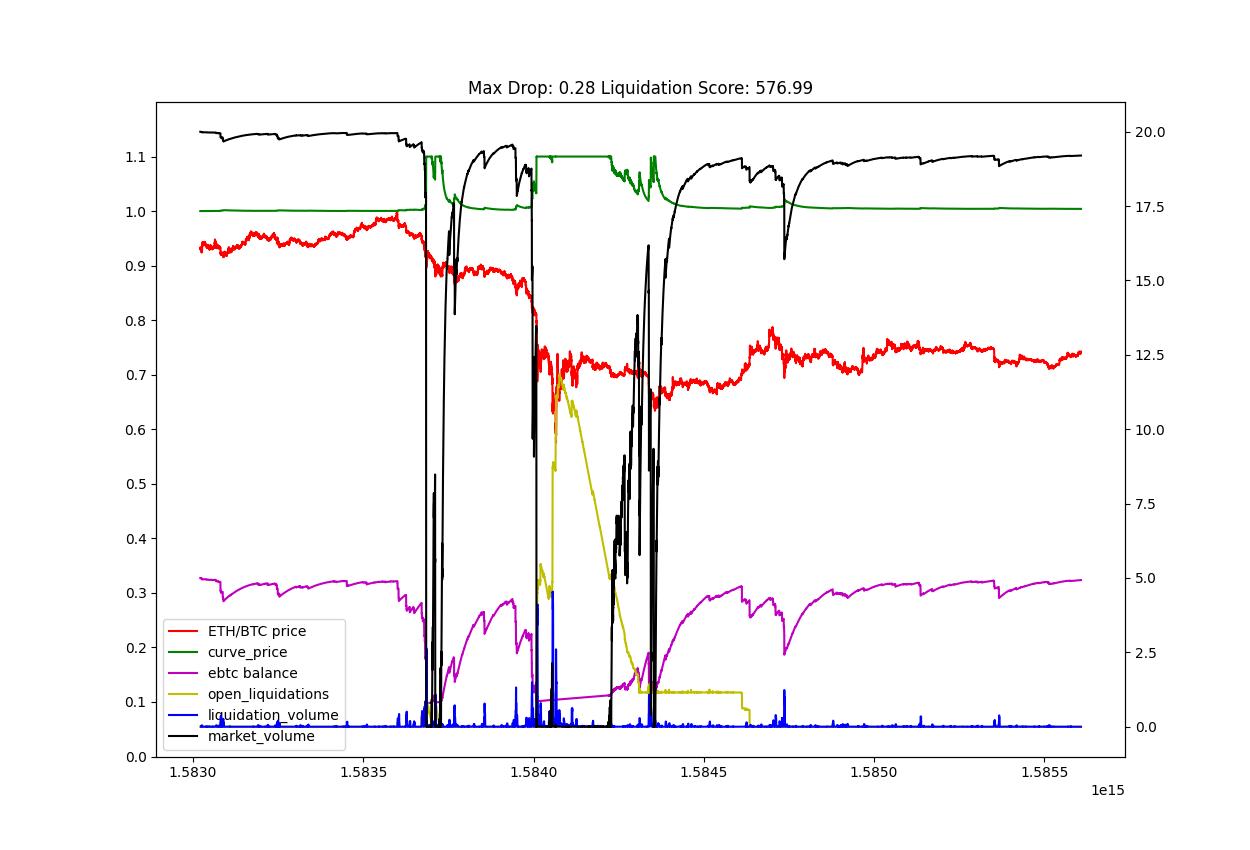 Max Drop: 0.28 Liquidation Score: 576.99
1.1
1.0
0.9
0.8
0.7
0.6
0.5
0.4
0.3
0.2
0.1
0.0
20.0
17.5
15.0
12.5
10.0
7.5
5.0
2.5
0.0
ETH/BTC price
curve_price
ebtc balance
open_liquidations
liquidation_volume
market_volume
1.5830 1.5835 1.5840 1.5845 1.5850 1.5855
1e15